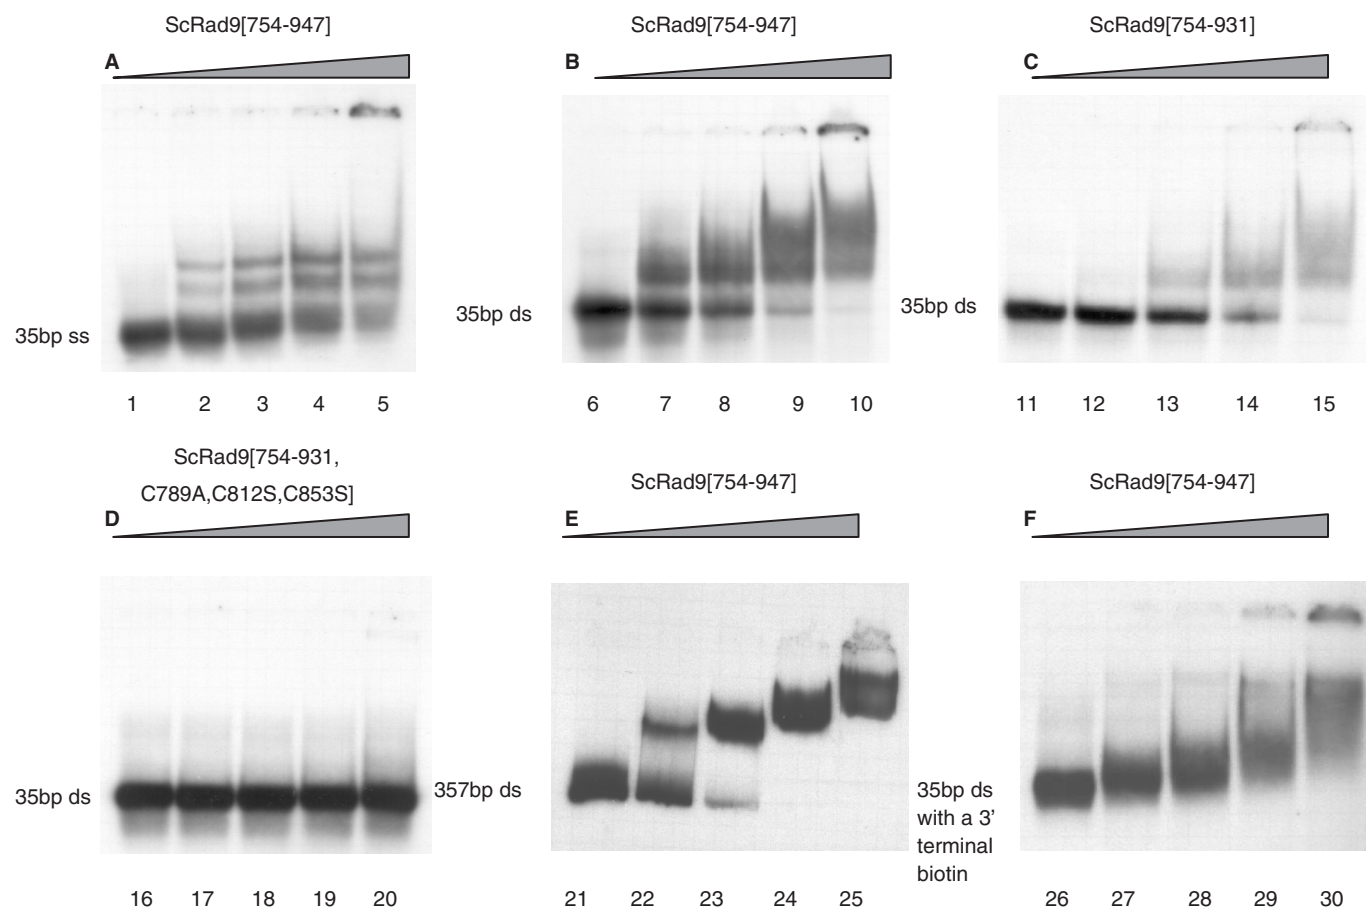 ScRad9[754-947]
ScRad9[754-947]
ScRad9[754-931]
A
B
C
35bp ss
35bp ds
35bp ds
1 2 3 4 5
6 7 8 9 10
11 12 13 14 15
ScRad9[754-931,
C789A,C812S,C853S]
ScRad9[754-947]
ScRad9[754-947]
D
E
F
35bp ds
357bp ds
35bp ds
with a 3’
terminal
biotin
16 17 18 19 20
21 22 23 24 25
26 27 28 29 30